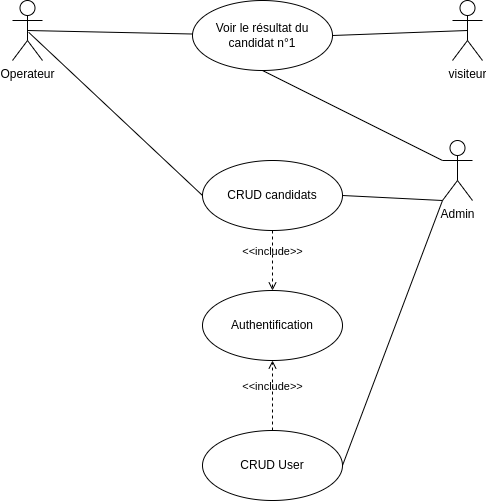 Voir le résultat du
candidat n°1
Operateur
visiteur
CRUD candidats
Admin
<<include>>
Authentification
<<include>>
CRUD User